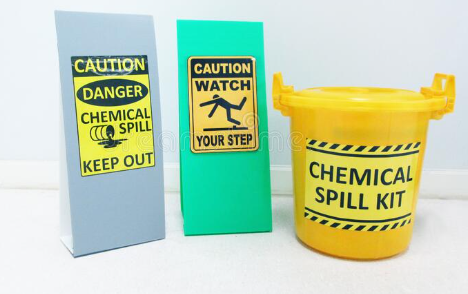 CAUTION
DANGER
CHEMICAL
SPILL
KEEP OUT
CAUTION
WATCH
YOUR STEP
CHEMICAL
SPILL KIT